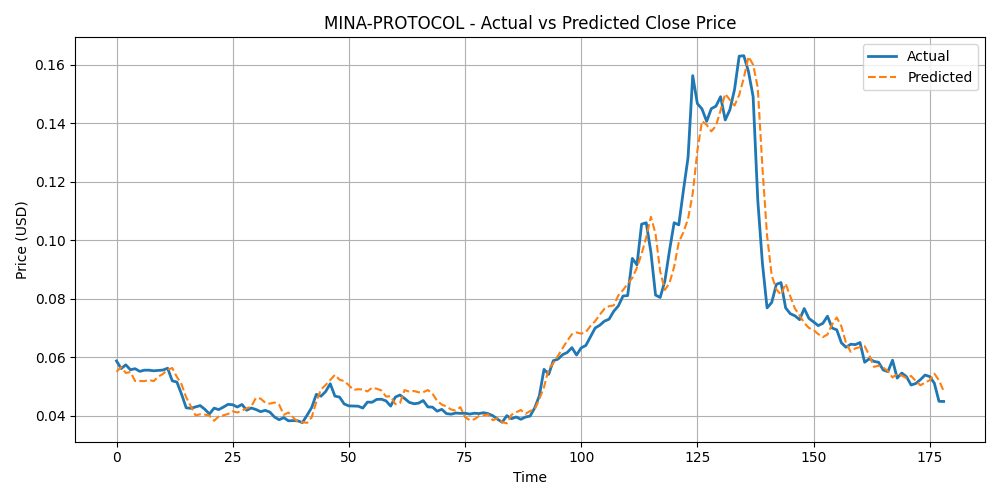 MINA-PROTOCOL - Actual vs Predicted Close Price
Actual
Predicted
Price (USD)
0.16
0.14
0.12
0.10
0.08
0.06
0.04
0 25 50 75 100 125 150 175
Time